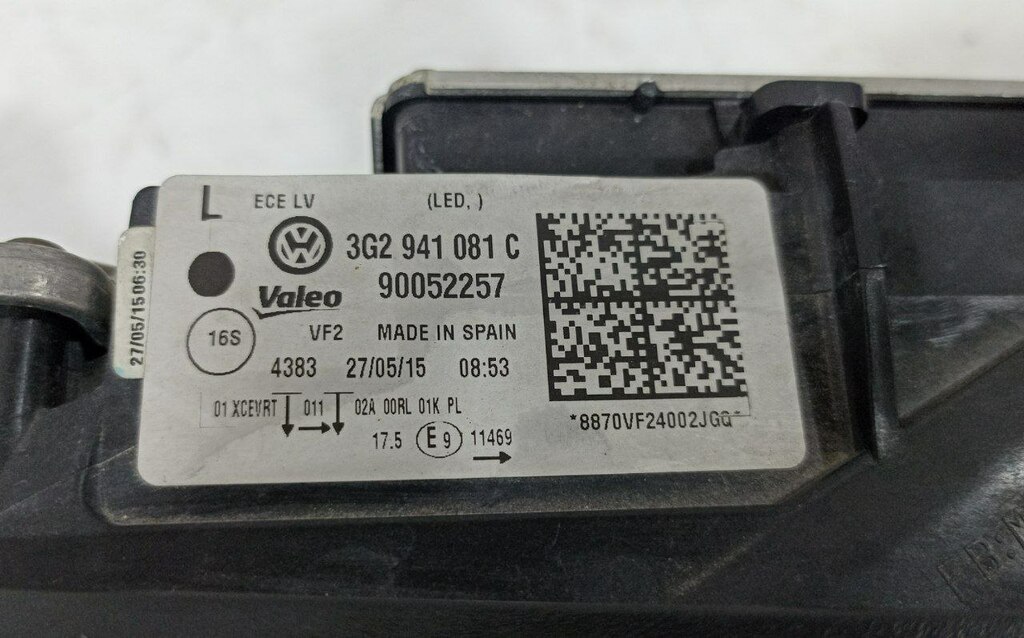 L ECE LV (LED, )
3G2 941 081 C
Valeo 90052257
16S VF2 MADE IN SPAIN
4383 27/05/15 08:53
01 XCEVRT 011 02A 00RL 01K PL
*8870VF24002JGQ*
17.5 E 9 11469
27/05/15 06:30